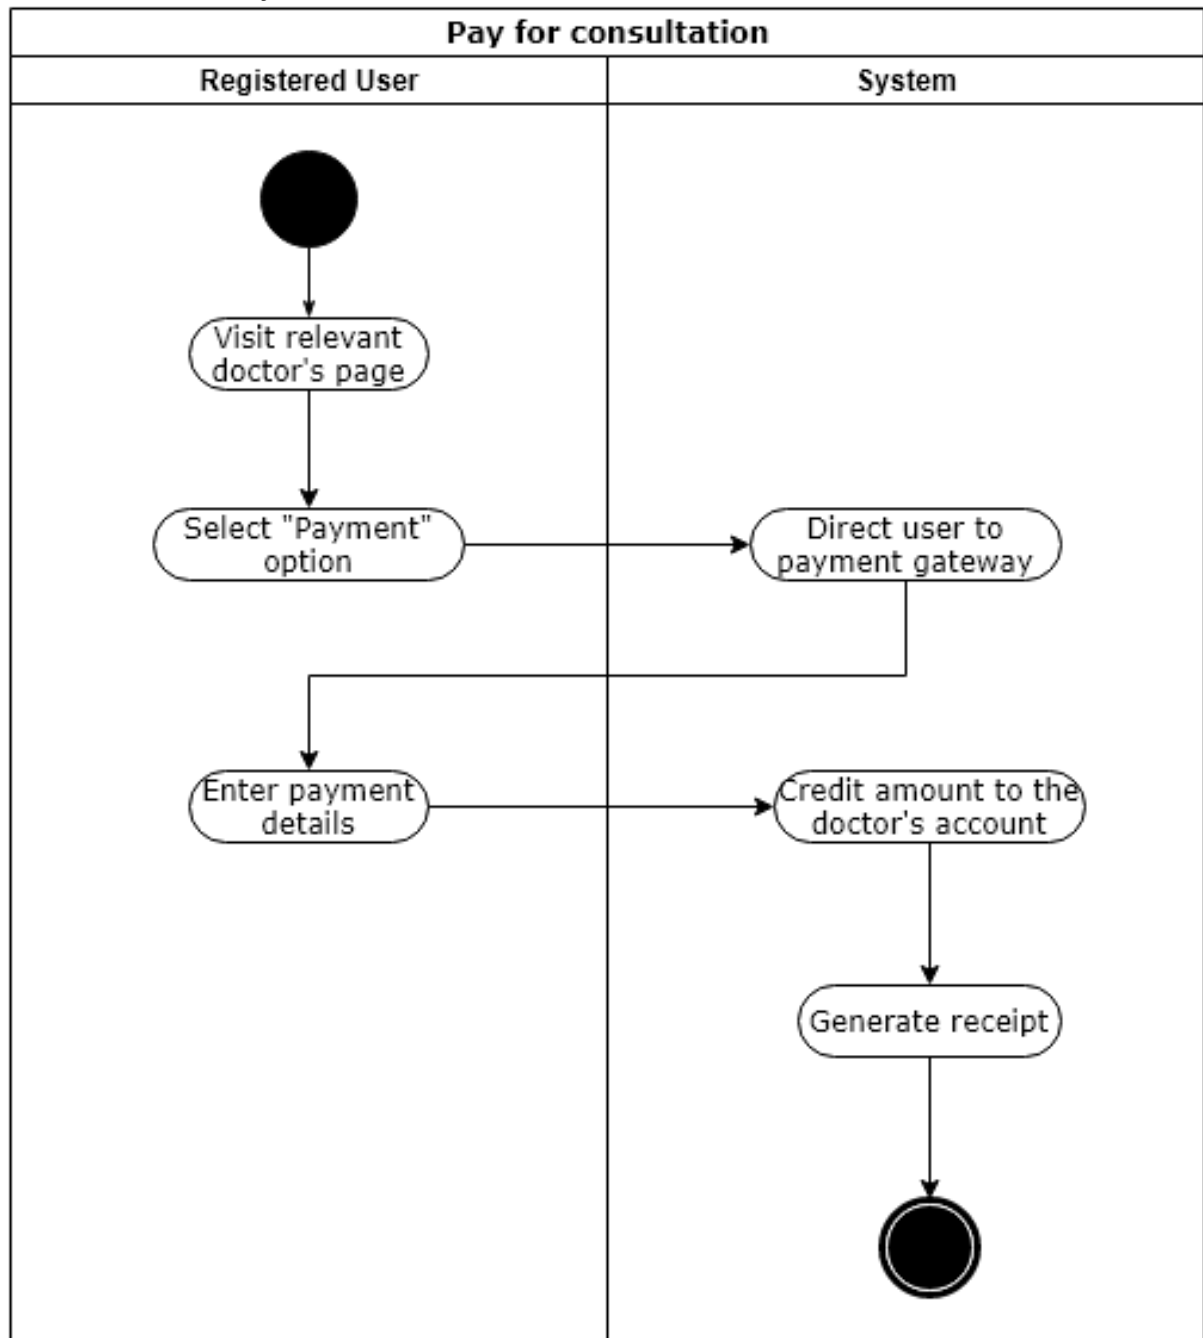 Pay for consultation
Registered User
System
Visit relevant
doctor's page
Select "Payment"
option
Direct user to
payment gateway
Enter payment
details
Credit amount to the
doctor's account
Generate receipt